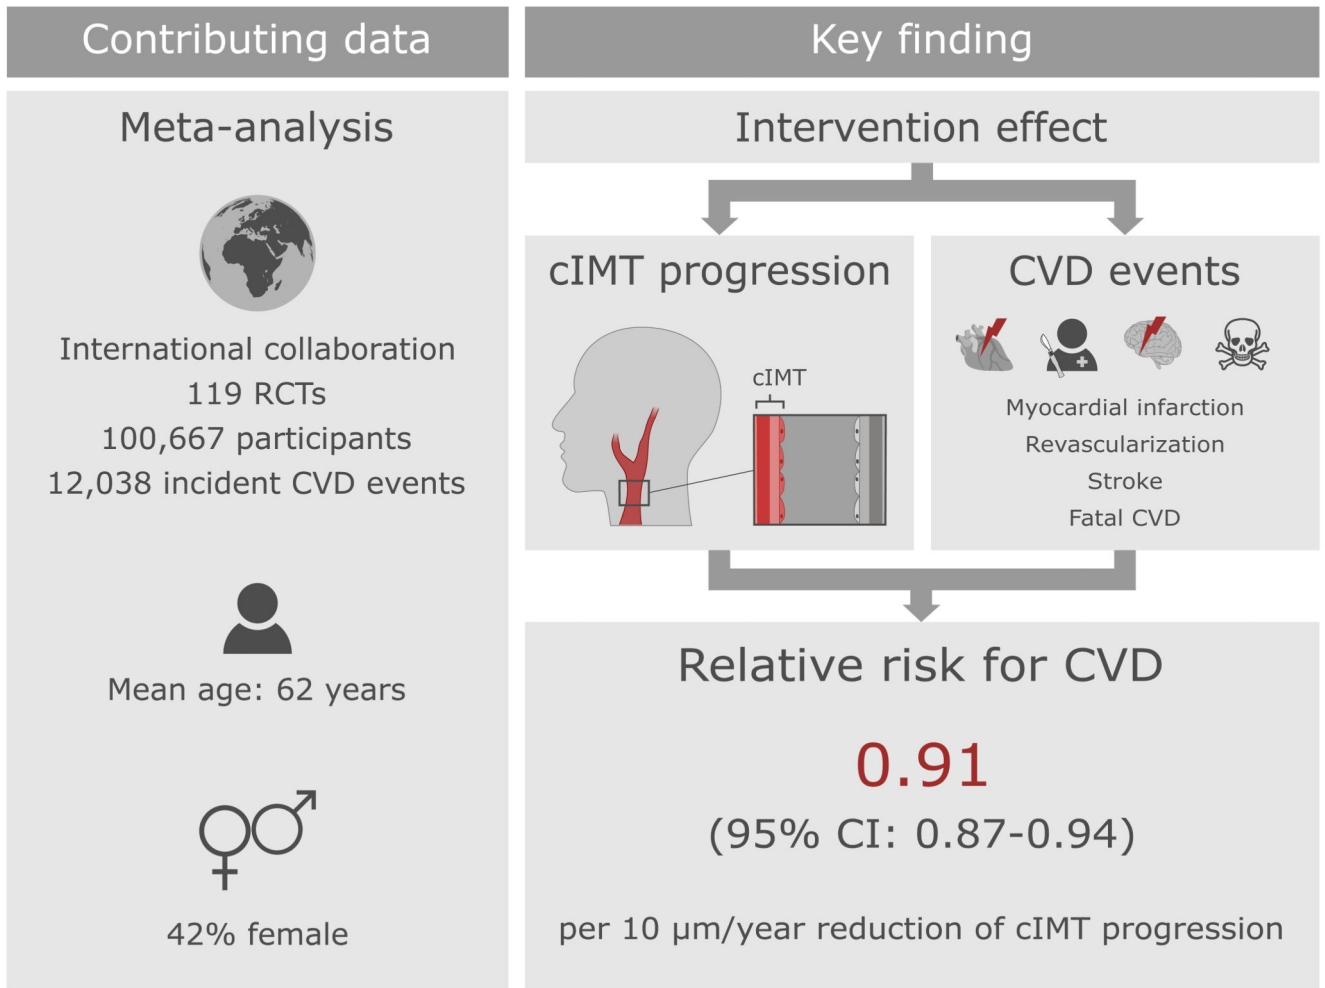 Contributing data
Meta-analysis
International collaboration
119 RCTs
100,667 participants
12,038 incident CVD events
Mean age: 62 years
42% female
Key finding
Intervention effect
cIMT progression
cIMT
CVD events
Myocardial infarction
Revascularization
Stroke
Fatal CVD
Relative risk for CVD
0.91
(95% CI: 0.87-0.94)
per 10 µm/year reduction of cIMT progression